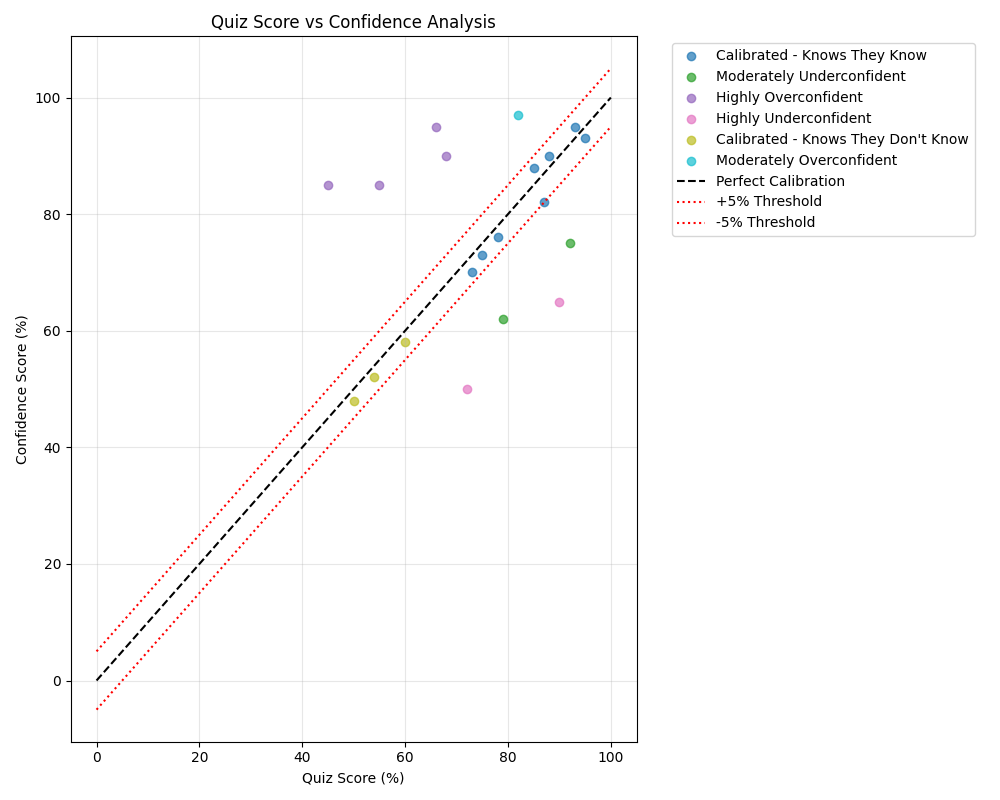 Quiz Score vs Confidence Analysis
Confidence Score (%)
100
80
60
40
20
0
0 20 40 60 80 100
Quiz Score (%)
Calibrated - Knows They Know
Moderately Underconfident
Highly Overconfident
Highly Underconfident
Calibrated - Knows They Don't Know
Moderately Overconfident
Perfect Calibration
+5% Threshold
-5% Threshold